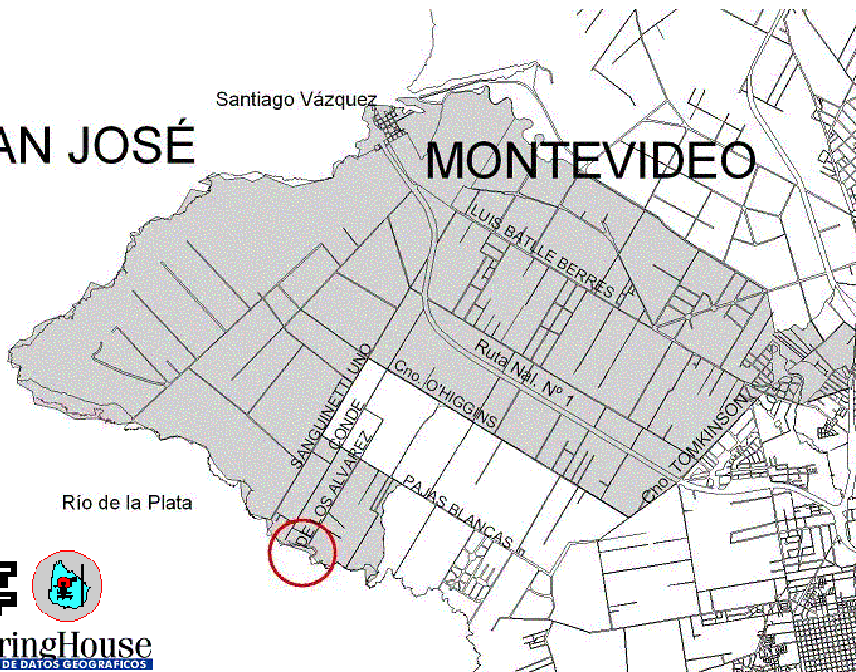 Santiago Vázquez
AN JOSÉ
MONTEVIDEO
LUIS BATLLE BERRES
Ruta Nal. Nº 1
SANGUINETTI UNO
Cno. O'HIGGINS
CONDE
DE LOS ALVAREZ
Cno. TOMKINSON
PAJAS BLANCAS
Río de la Plata
ringHouse
DE DATOS GEOGRAFICOS